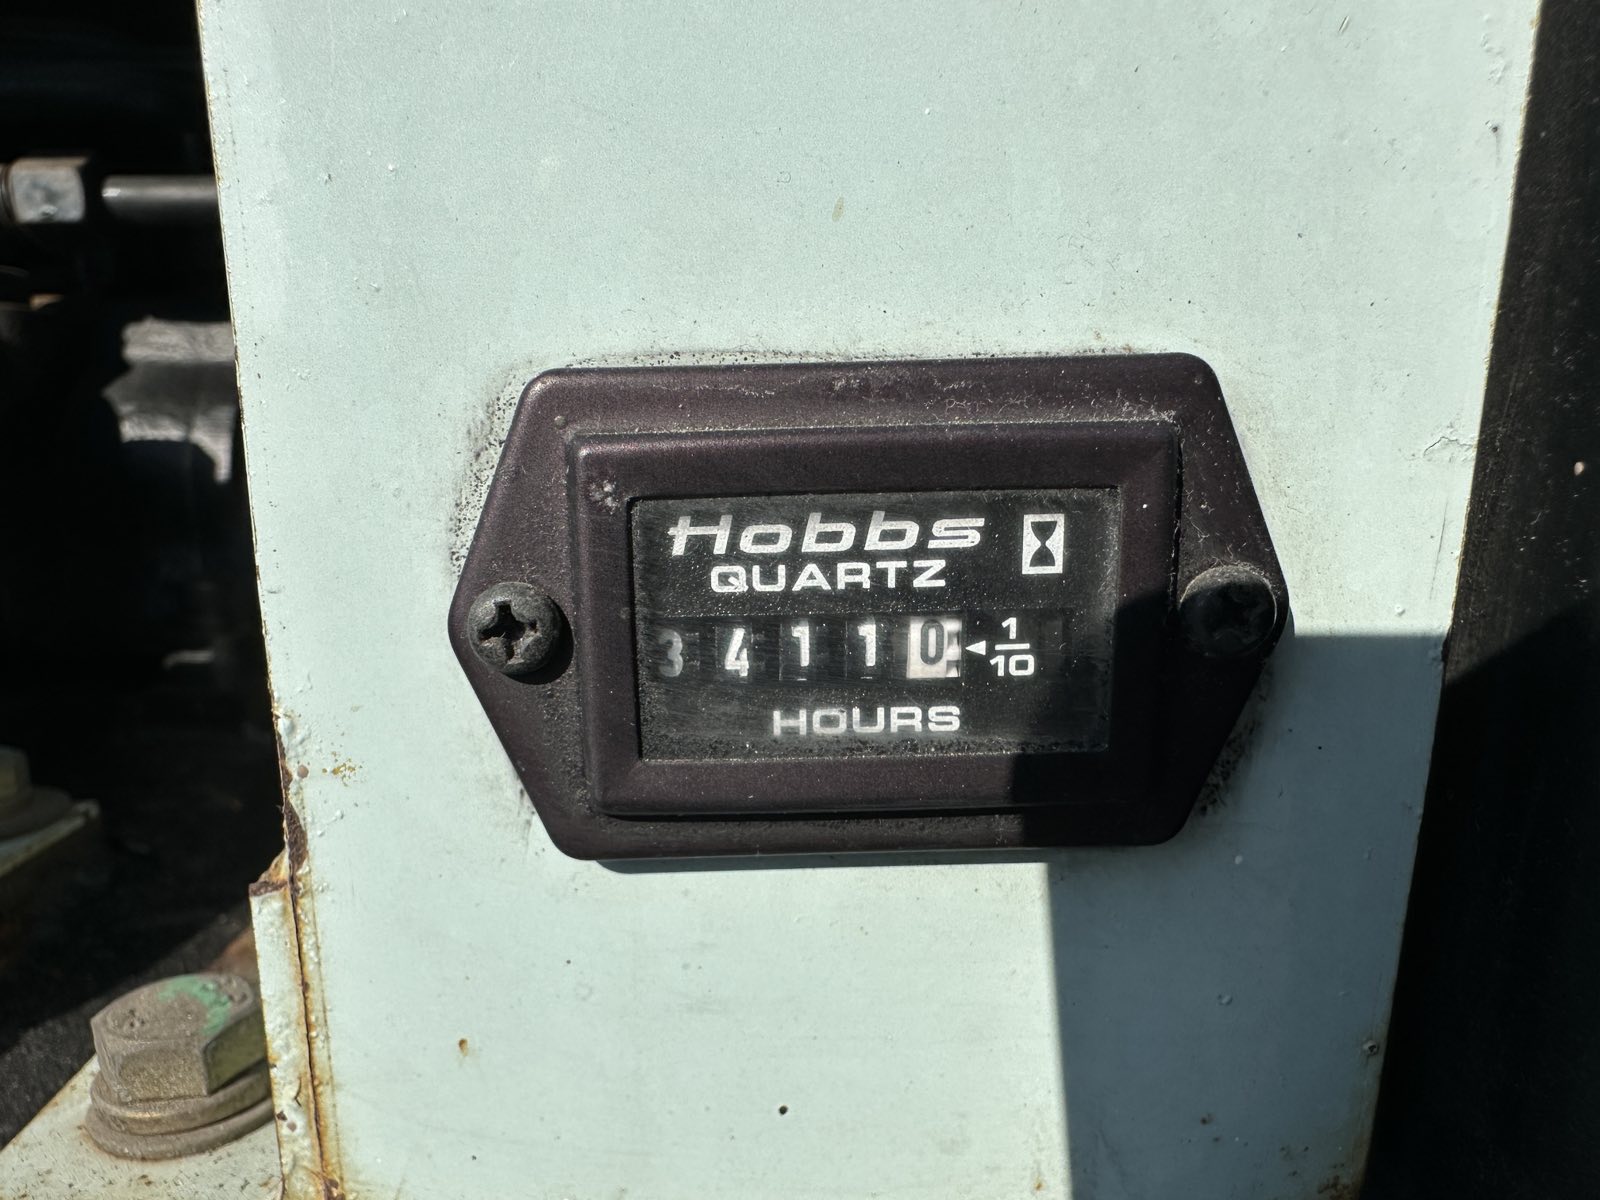 Hobbs
QUARTZ
3 4 1 1 0 ◄ 1/10
HOURS